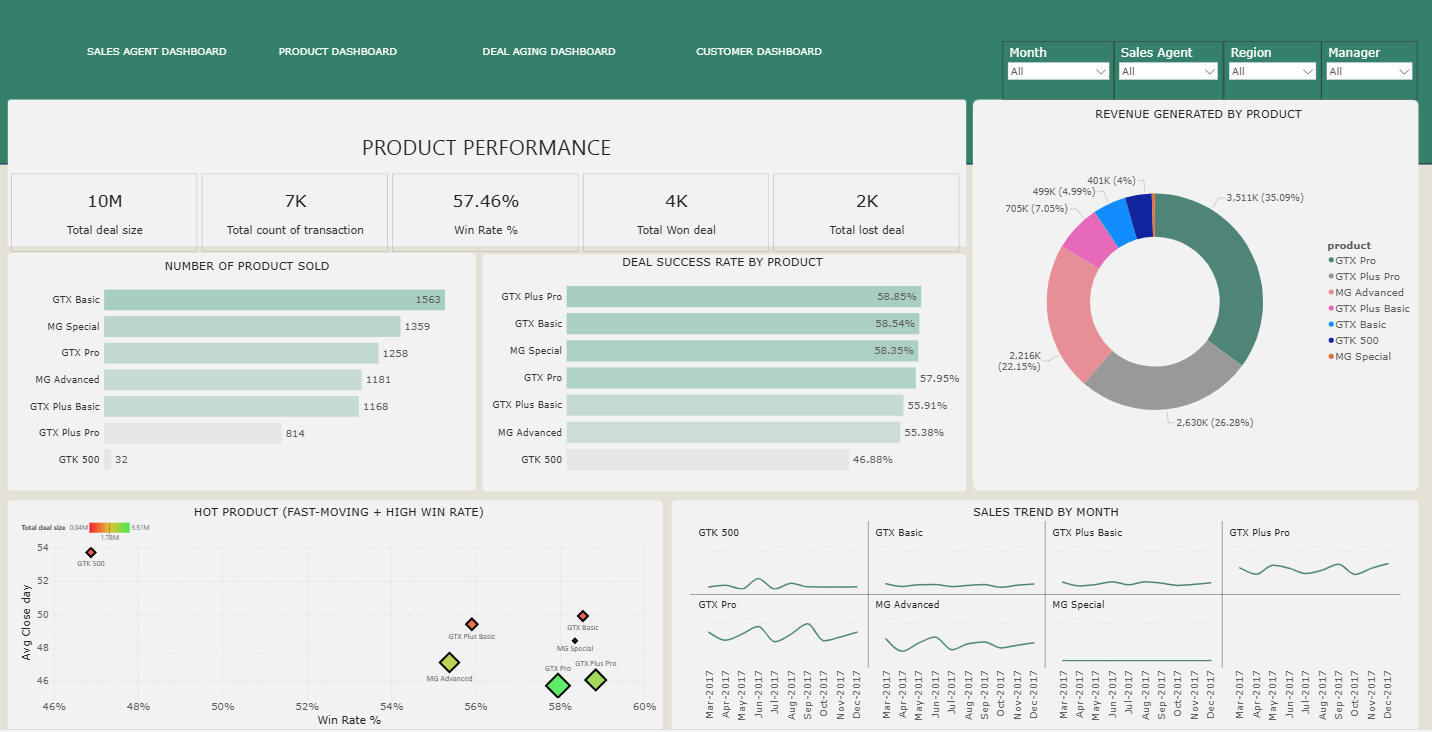 SALES AGENT DASHBOARD
PRODUCT DASHBOARD
DEAL AGING DASHBOARD
CUSTOMER DASHBOARD
Month
Sales Agent
Region
Manager
All
All
All
All
PRODUCT PERFORMANCE
10M
Total deal size
7K
Total count of transaction
57.46%
Win Rate %
4K
Total Won deal
2K
Total lost deal
REVENUE GENERATED BY PRODUCT
401K (4%)
499K (4.99%)
705K (7.05%)
3,511K (35.09%)
2,216K
(22.15%)
2,630K (26.28%)
product
GTX Pro
GTX Plus Pro
MG Advanced
GTX Plus Basic
GTX Basic
GTK 500
MG Special
NUMBER OF PRODUCT SOLD
GTX Basic 1563
MG Special 1359
GTX Pro 1258
MG Advanced 1181
GTX Plus Basic 1168
GTX Plus Pro 814
GTK 500 32
DEAL SUCCESS RATE BY PRODUCT
GTX Plus Pro 58.85%
GTX Basic 58.54%
MG Special 58.35%
GTX Pro 57.95%
GTX Plus Basic 55.91%
MG Advanced 55.38%
GTK 500 46.88%
HOT PRODUCT (FAST-MOVING + HIGH WIN RATE)
Total deal size 0.04M 3.51M
1.78M
Avg Close day
54
52
50
48
46
GTK 500
GTX Plus Basic
GTX Basic
MG Special
MG Advanced
GTX Pro
GTX Plus Pro
46% 48% 50% 52% 54% 56% 58% 60%
Win Rate %
SALES TREND BY MONTH
GTK 500
GTX Basic
GTX Plus Basic
GTX Plus Pro
GTX Pro
MG Advanced
MG Special
Mar-2017 Apr-2017 May-2017 Jun-2017 Jul-2017 Aug-2017 Sep-2017 Oct-2017 Nov-2017 Dec-2017
Mar-2017 Apr-2017 May-2017 Jun-2017 Jul-2017 Aug-2017 Sep-2017 Oct-2017 Nov-2017 Dec-2017
Mar-2017 Apr-2017 May-2017 Jun-2017 Jul-2017 Aug-2017 Sep-2017 Oct-2017 Nov-2017 Dec-2017
Mar-2017 Apr-2017 May-2017 Jun-2017 Jul-2017 Aug-2017 Sep-2017 Oct-2017 Nov-2017 Dec-2017